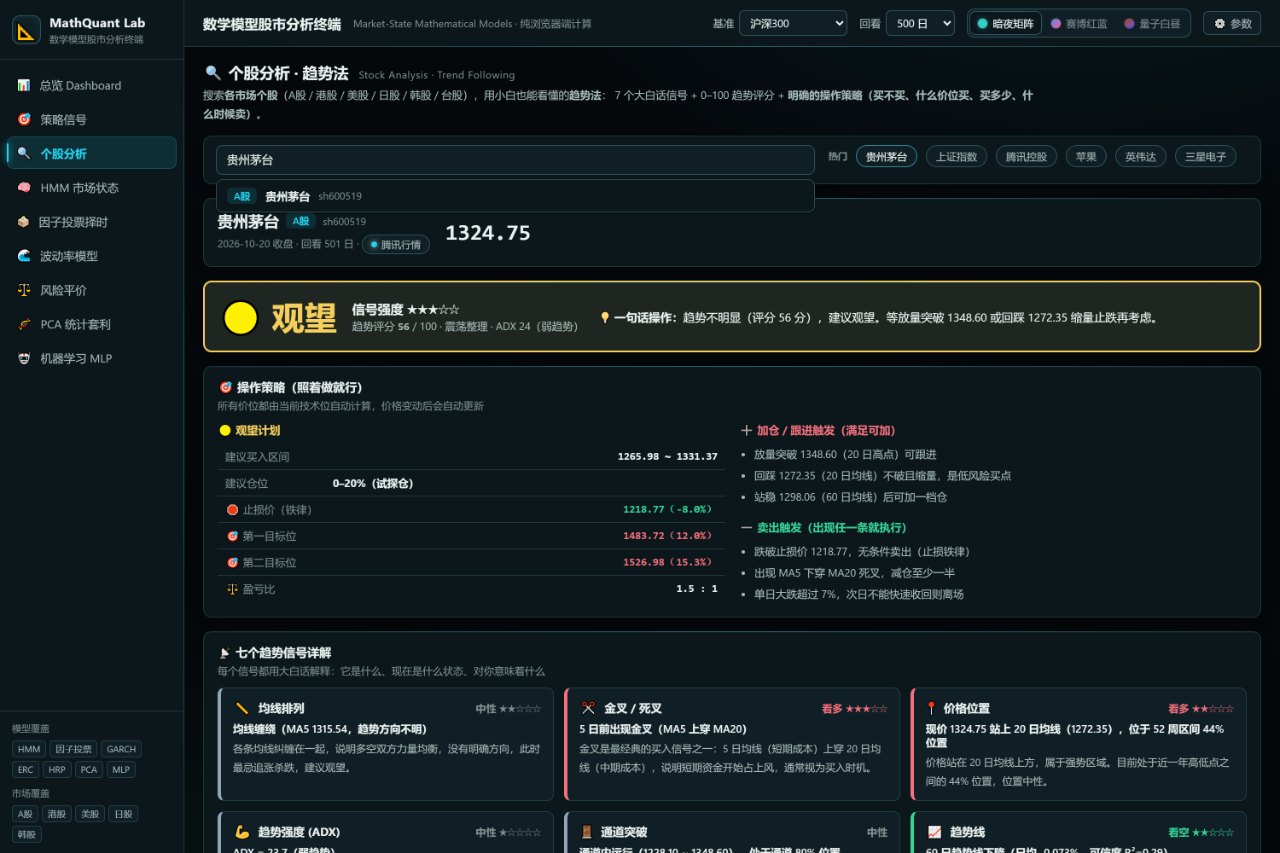 MathQuant Lab
数学模型股市分析终端
总览 Dashboard
策略信号
个股分析
HMM 市场状态
因子投票择时
波动率模型
风险平价
PCA 统计套利
机器学习 MLP
模型覆盖
HMM 因子投票 GARCH
ERC HRP PCA MLP
市场覆盖
A股 港股 美股 日股
韩股
数学模型股市分析终端 Market-State Mathematical Models · 纯浏览器端计算
基准 沪深300 回看 500 日 暗夜矩阵 赛博红蓝 量子白昼 参数
个股分析 · 趋势法 Stock Analysis · Trend Following
搜索各市场个股（A股 / 港股 / 美股 / 日股 / 韩股 / 台股），用小白也能看懂的趋势法： 7 个大白话信号 + 0–100 趋势评分 + 明确的操作策略（买不买、什么价位买、买多少、什
么时候卖）。
贵州茅台
热门 贵州茅台 上证指数 腾讯控股 苹果 英伟达 三星电子
A股 贵州茅台 sh600519
贵州茅台 A股 sh600519
2026-10-20 收盘 · 回看 501 日 · 腾讯行情
1324.75
观望
信号强度 ★★★☆☆
趋势评分 56 / 100 · 震荡整理 · ADX 24（弱趋势）
一句话操作：趋势不明显（评分 56 分），建议观望。等放量突破 1348.60 或回踩 1272.35 缩量止跌再考虑。
操作策略（照着做就行）
所有价位都由当前技术位自动计算，价格变动后会自动更新
观望计划
建议买入区间 1265.98 ~ 1331.37
建议仓位 0–20%（试探仓）
止损价（铁律） 1218.77（-8.0%）
第一目标位 1483.72（12.0%）
第二目标位 1526.98（15.3%）
盈亏比 1.5 : 1
加仓 / 跟进触发（满足可加）
• 放量突破 1348.60（20 日高点）可跟进
• 回踩 1272.35（20 日均线）不破且缩量，是低风险买点
• 站稳 1298.06（60 日均线）后可加一档仓
卖出触发（出现任一条就执行）
• 跌破止损价 1218.77，无条件卖出（止损铁律）
• 出现 MA5 下穿 MA20 死叉，减仓至少一半
• 单日大跌超过 7%，次日不能快速收回则离场
七个趋势信号详解
每个信号都用大白话解释：它是什么、现在是什么状态、对你意味着什么
均线排列 中性 ★★☆☆☆
均线缠绕（MA5 1315.54，趋势方向不明）
各条均线纠缠在一起，说明多空双方力量均衡，没有明确方向，此时
最忌追涨杀跌，建议观望。
金叉 / 死叉 看多 ★★★☆☆
5 日前出现金叉（MA5 上穿 MA20）
金叉是最经典的买入信号之一：5 日均线（短期成本）上穿 20 日均
线（中期成本），说明短期资金开始占上风，通常视为买入时机。
价格位置 看多 ★★☆☆☆
现价 1324.75 站上 20 日均线（1272.35），位于 52 周区间 44%
位置
价格站在 20 日均线上方，属于强势区域。目前处于近一年高低点之
间的 44% 位置，位置中性。
趋势强度 (ADX) 中性 ★☆☆☆☆
ADX = 23.7（弱趋势）
通道突破 中性
通道内运行（1228.10 ~ 1348.60），处于通道 80% 位置
趋势线 看空 ★★☆☆☆
60 日趋势线下降（日均 -0.073%，可信度 R²=0.29）